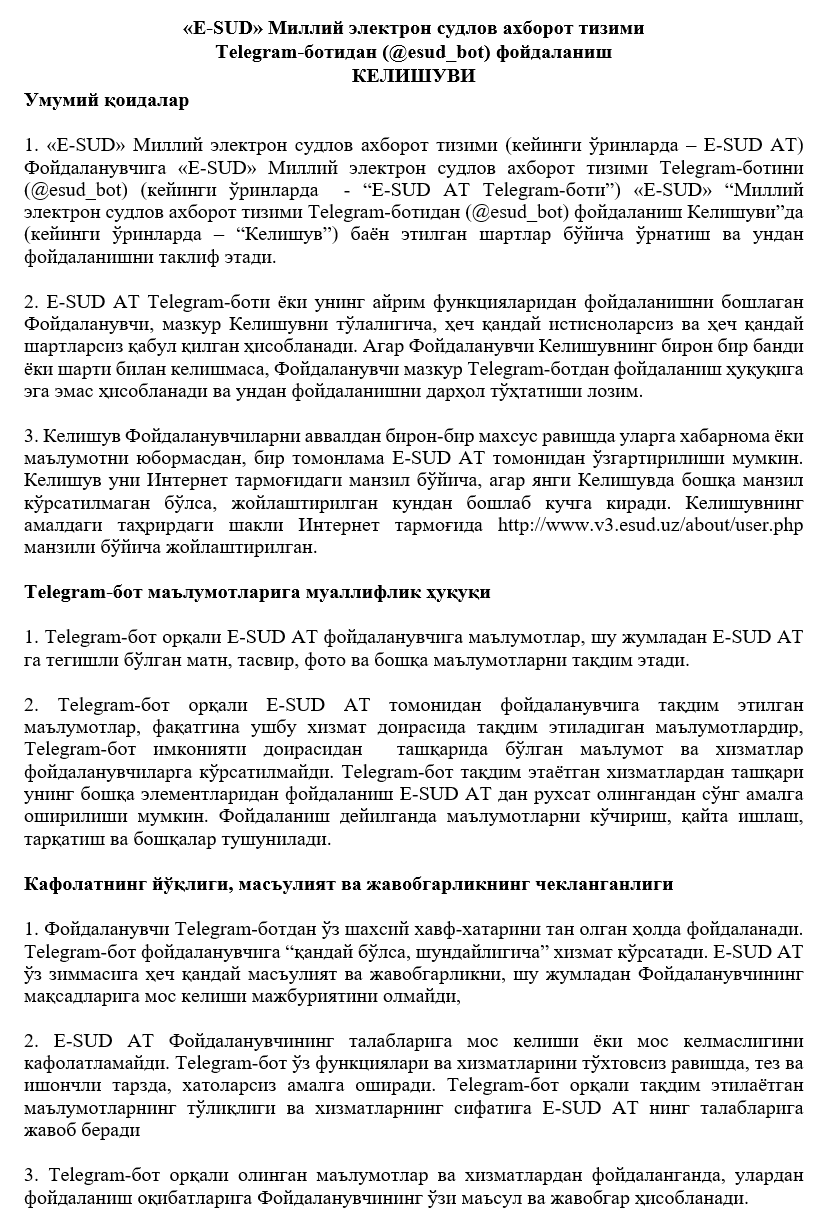 «E-SUD» Миллий электрон судлов ахборот тизими
Telegram-ботидан (@esud_bot) фойдаланиш
КЕЛИШУВИ
Умумий қоидалар
1. «E-SUD» Миллий электрон судлов ахборот тизими (кейинги ўринларда – E-SUD AT)
Фойдаланувчига «E-SUD» Миллий электрон судлов ахборот тизими Telegram-ботини
(@esud_bot) (кейинги ўринларда - “E-SUD AT Telegram-боти”) «E-SUD» “Миллий
электрон судлов ахборот тизими Telegram-ботидан (@esud_bot) фойдаланиш Келишуви”да
(кейинги ўринларда – “Келишув”) баён этилган шартлар бўйича ўрнатиш ва ундан
фойдаланишни таклиф этади.
2. E-SUD AT Telegram-боти ёки унинг айрим функцияларидан фойдаланишни бошлаган
Фойдаланувчи, мазкур Келишувни тўлалигича, ҳеч қандай истисноларсиз ва ҳеч қандай
шартларсиз қабул қилган ҳисобланади. Агар Фойдаланувчи Келишувнинг бирон бир банди
ёки шарти билан келишмаса, Фойдаланувчи мазкур Telegram-ботдан фойдаланиш ҳуқуқига
эга эмас ҳисобланади ва ундан фойдаланишни дарҳол тўҳтатиши лозим.
3. Келишув Фойдаланувчиларни аввалдан бирон-бир махсус равишда уларга хабарнома ёки
маълумотни юбормасдан, бир томонлама E-SUD AT томонидан ўзгартирилиши мумкин.
Келишув уни Интернет тармоғидаги манзил бўйича, агар янги Келишувда бошқа манзил
кўрсатилмаган бўлса, жойлаштирилган кундан бошлаб кучга киради. Келишувнинг
амалдаги таҳрирдаги шакли Интернет тармоғида http://www.v3.esud.uz/about/user.php
манзили бўйича жойлаштирилган.
Telegram-бот маълумотларига муаллифлик ҳуқуқи
1. Telegram-бот орқали E-SUD AT фойдаланувчига маълумотлар, шу жумладан E-SUD AT
га тегишли бўлган матн, тасвир, фото ва бошқа маълумотларни тақдим этади.
2. Telegram-бот орқали E-SUD AT томонидан фойдаланувчига тақдим этилган
маълумотлар, фақатгина ушбу хизмат доирасида тақдим этиладиган маълумотлардир,
Telegram-бот имконияти доирасидан ташқарида бўлган маълумот ва хизматлар
фойдаланувчиларга кўрсатилмайди. Telegram-бот тақдим этаётган хизматлардан ташқари
унинг бошқа элементларидан фойдаланиш E-SUD AT дан рухсат олингандан сўнг амалга
оширилиши мумкин. Фойдаланиш дейилганда маълумотларни кўчириш, қайта ишлаш,
тарқатиш ва бошқалар тушунилади.
Кафолатнинг йўқлиги, масъулият ва жавобгарликнинг чекланганлиги
1. Фойдаланувчи Telegram-ботдан ўз шахсий хавф-хатарини тан олган ҳолда фойдаланади.
Telegram-бот фойдаланувчига “қандай бўлса, шундайлигича” хизмат кўрсатади. E-SUD AT
ўз зиммасига ҳеч қандай масъулият ва жавобгарликни, шу жумладан Фойдаланувчининг
мақсадларига мос келиши мажбуриятини олмайди,
2. E-SUD AT Фойдаланувчининг талабларига мос келиши ёки мос келмаслигини
кафолатламайди. Telegram-бот ўз функциялари ва хизматларини тўхтовсиз равишда, тез ва
ишончли тарзда, хатоларсиз амалга оширади. Telegram-бот орқали тақдим этилаётган
маълумотларнинг тўлиқлиги ва хизматларнинг сифатига E-SUD AT нинг талабларига
жавоб беради
3. Telegram-бот орқали олинган маълумотлар ва хизматлардан фойдаланганда, улардан
фойдаланиш оқибатларига Фойдаланувчининг ўзи маъсул ва жавобгар ҳисобланади.